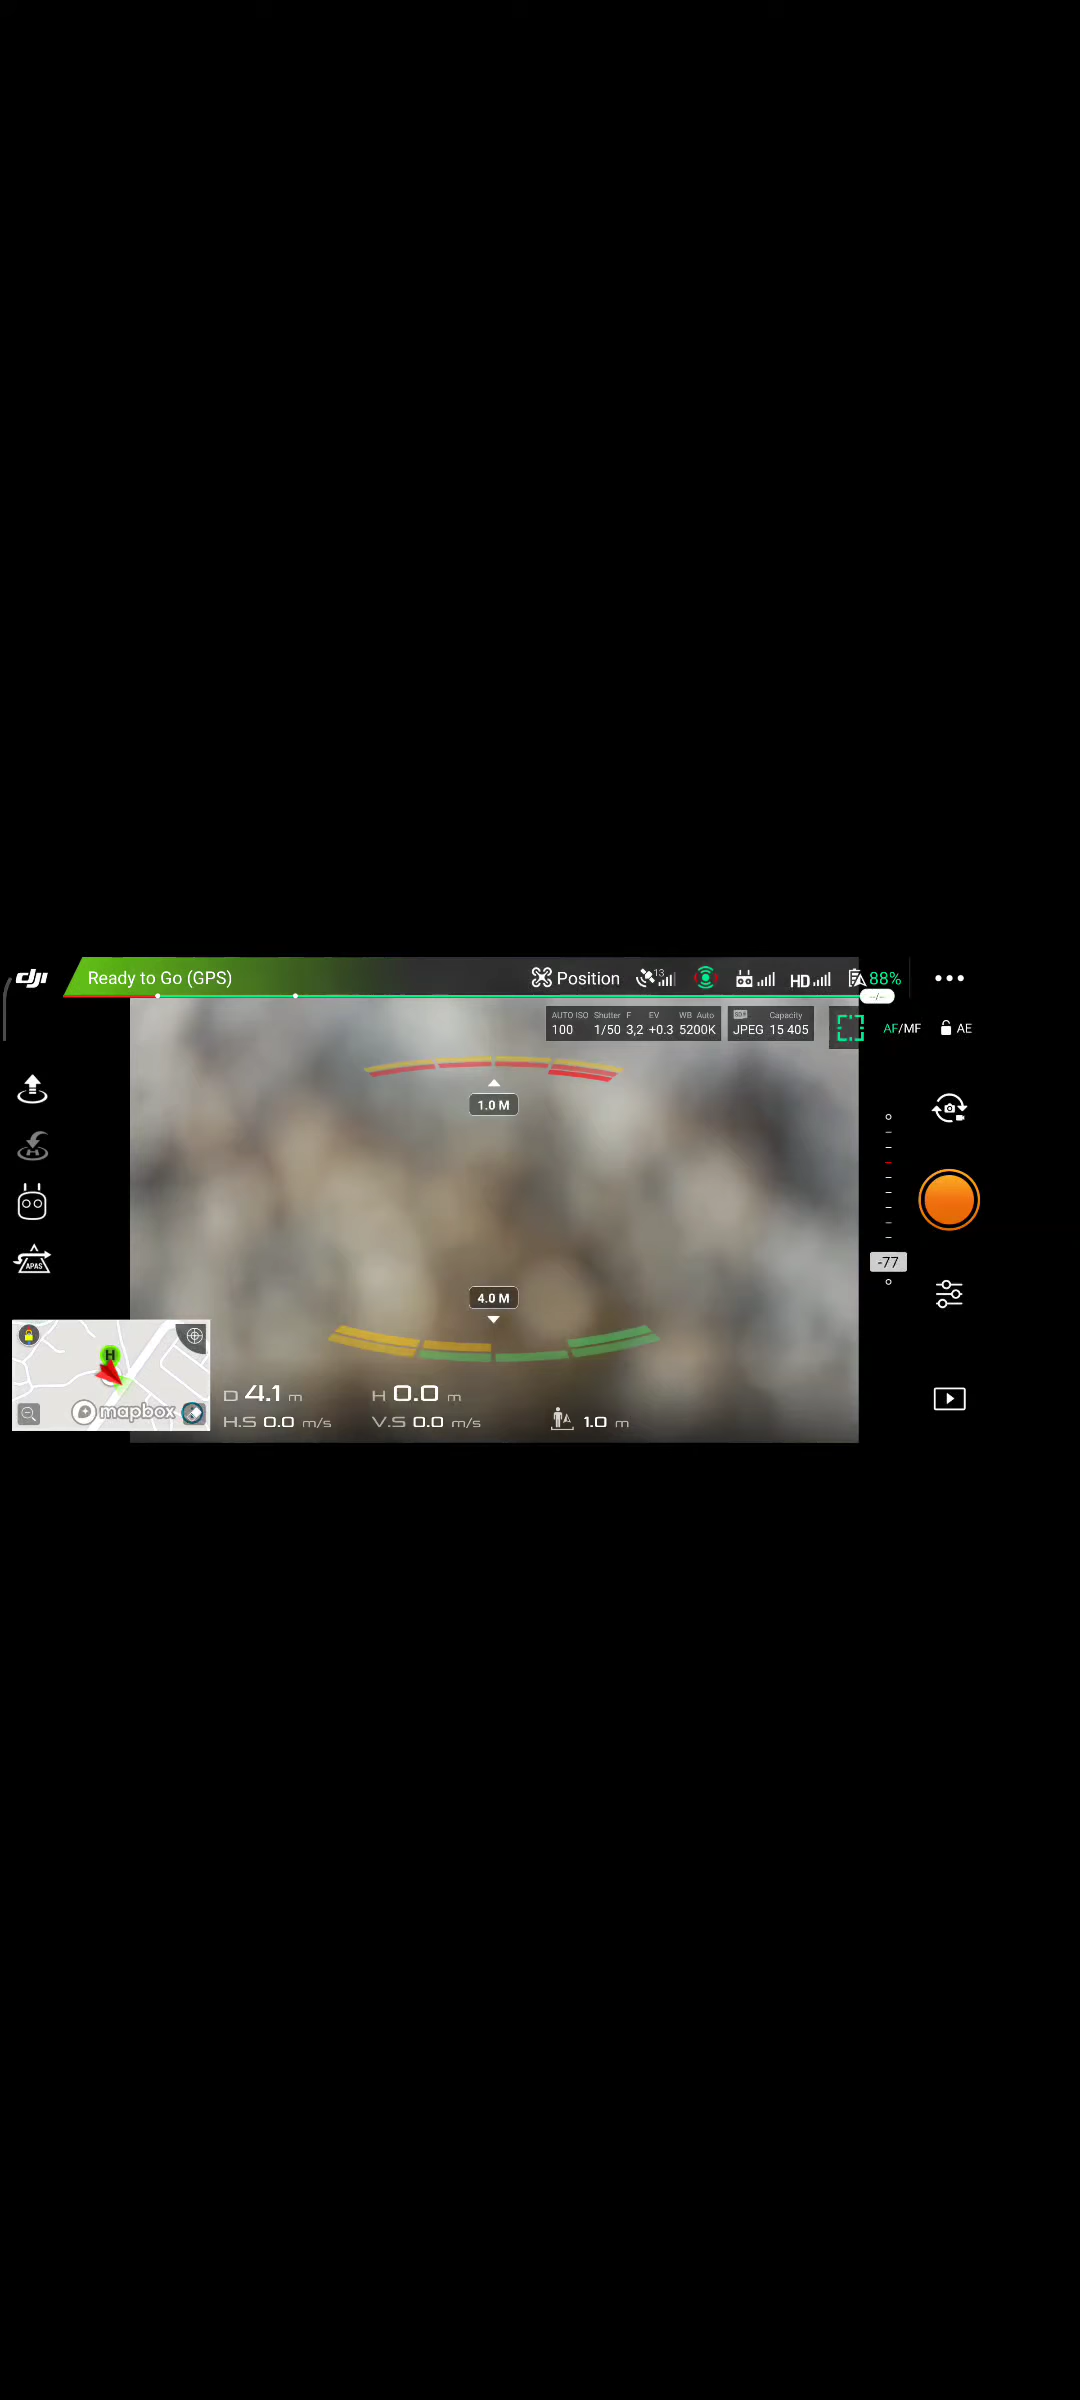 dji Ready to Go (GPS) Position 13 HD 88%
--/--
AUTO ISO Shutter F EV WB Auto Capacity
100 1/50 3,2 +0.3 5200K JPEG 15 405 AF/MF AE
1.0 M
APAS
-77
4.0 M
H
mapbox
D 4.1 m H 0.0 m
H.S 0.0 m/s V.S 0.0 m/s 1.0 m